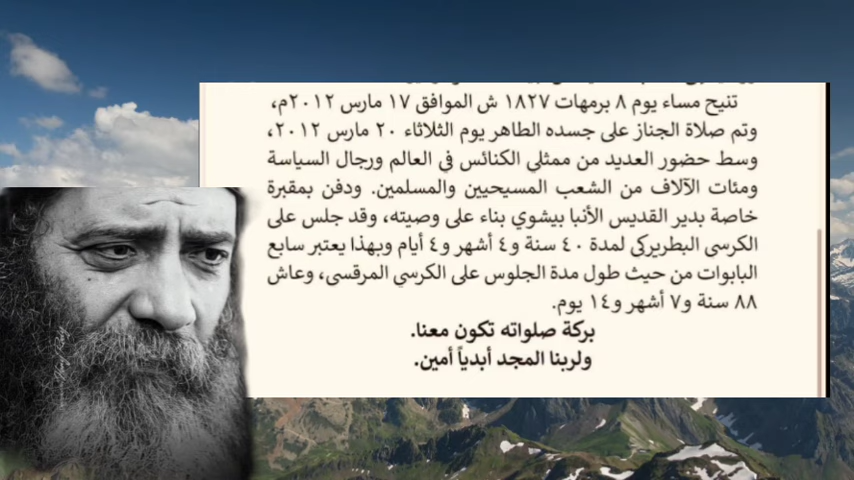 تنيح مساء يوم ٨ برمهات ١٨٢٧ ش الموافق ١٧ مارس ٢٠١٢م،
وتم صلاة الجناز على جسده الطاهر يوم الثلاثاء ٢٠ مارس ٢٠١٢،
وسط حضور العديد من ممثلي الكنائس في العالم ورجال السياسة
ومئات الآلاف من الشعب المسيحيين والمسلمين. ودفن بمقبرة
خاصة بدير القديس الأنبا بيشوي بناء على وصيته، وقد جلس على
الكرسي البطريركي لمدة ٤٠ سنة و٤ أشهر و٤ أيام وبهذا يعتبر سابع
البابوات من حيث طول مدة الجلوس على الكرسي المرقسي، وعاش
٨٨ سنة و٧ أشهر و١٤ يوم.
بركة صلواته تكون معنا.
ولربنا المجد أبدياً أمين.